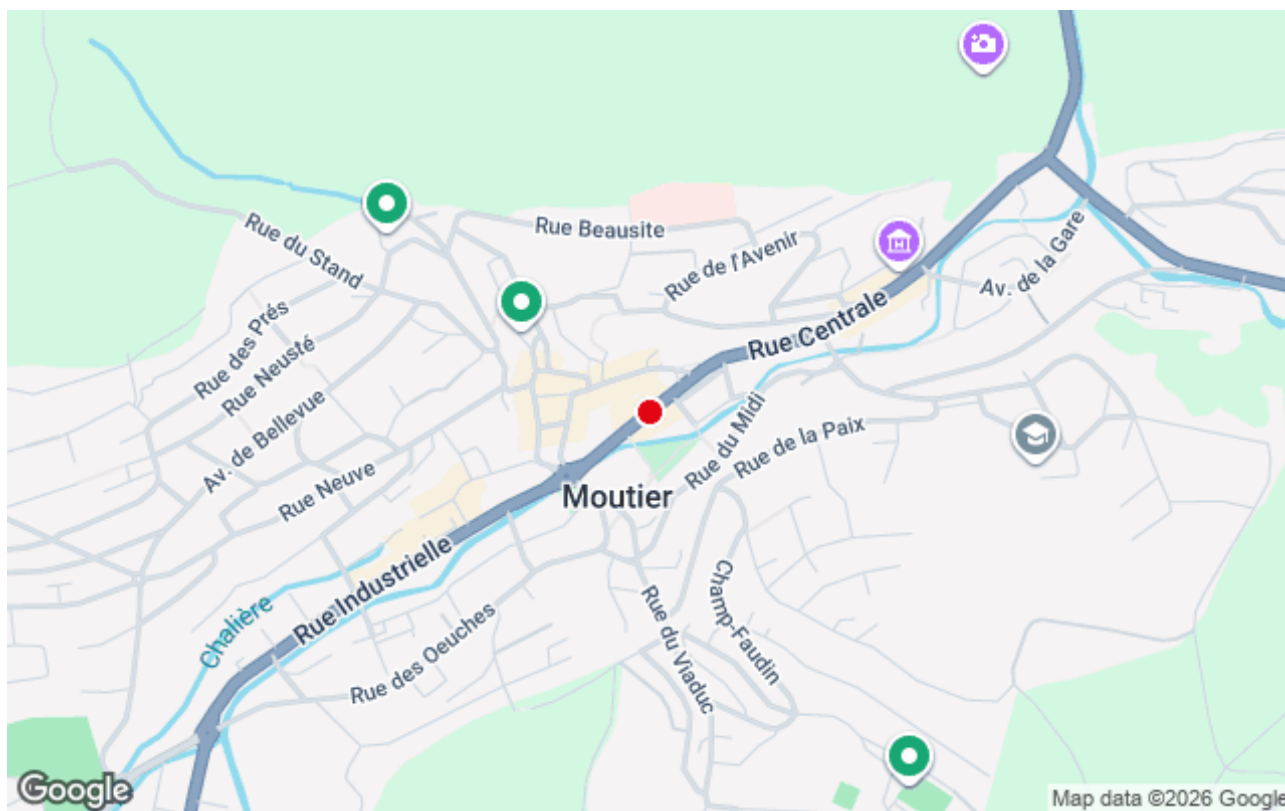 Rue Beausite
Rue du Stand
Rue de l'Avenir
Av. de la Gare
Rue des Prés
Rue Neusté
Rue Centrale
Av. de Bellevue
Rue du Midi
Rue de la Paix
Rue Neuve
Moutier
Rue Industrielle
Chalière
Champ-Faudin
Rue du Viaduc
Rue des Oeuches
H
Google
Map data ©2026 Google